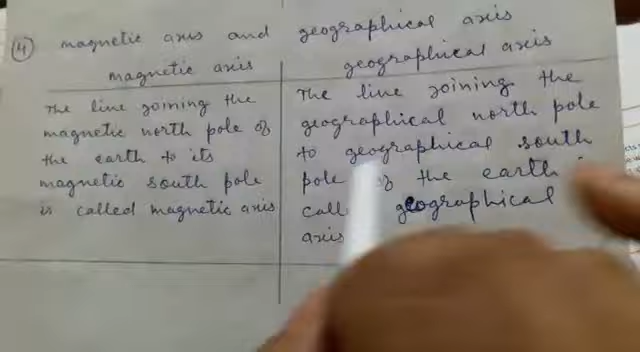 (4) magnetic axis and geographical axis
magnetic axis
geographical axis
The line joining the
magnetic north pole of
the earth to its
magnetic south pole
is called magnetic axis
The line joining the
geographical north pole
to geographical south
pole of the earth
call geographical
axis